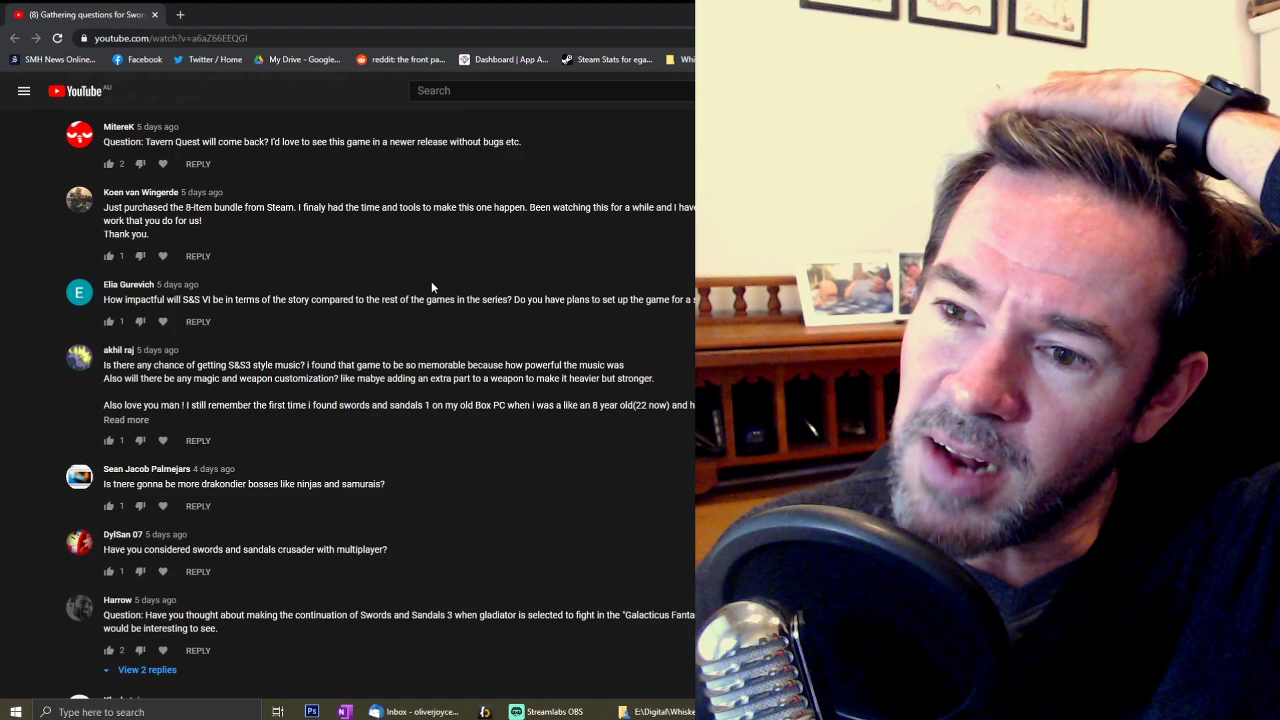 (8) Gathering questions for Swor
youtube.com/watch?v=a6aZ66EEQGI
SMH News Online... Facebook Twitter / Home My Drive - Google... reddit: the front pa... Dashboard | App A... Steam Stats for ega... Whi
YouTube AU Search
MitereK 5 days ago
Question: Tavern Quest will come back? I'd love to see this game in a newer release without bugs etc.
2 REPLY
Koen van Wingerde 5 days ago
Just purchased the 8-item bundle from Steam. I finaly had the time and tools to make this one happen. Been watching this for a while and I have
work that you do for us!
Thank you.
1 REPLY
E
Elia Gurevich 5 days ago
How impactful will S&S VI be in terms of the story compared to the rest of the games in the series? Do you have plans to set up the game for a s
1 REPLY
akhil raj 5 days ago
Is there any chance of getting S&S3 style music? i found that game to be so memorable because how powerful the music was
Also will there be any magic and weapon customization? like mabye adding an extra part to a weapon to make it heavier but stronger.
Also love you man ! I still remember the first time i found swords and sandals 1 on my old Box PC when i was a like an 8 year old(22 now) and h
Read more
1 REPLY
Sean Jacob Palmejars 4 days ago
Is tnere gonna be more drakondier bosses like ninjas and samurais?
1 REPLY
DylSan 07 5 days ago
Have you considered swords and sandals crusader with multiplayer?
1 REPLY
Harrow 5 days ago
Question: Have you thought about making the continuation of Swords and Sandals 3 when gladiator is selected to fight in the "Galacticus Fanta
would be interesting to see.
2 REPLY
View 2 replies
Type here to search Inbox - oliverjoyce... Streamlabs OBS E:\Digital\Whiske